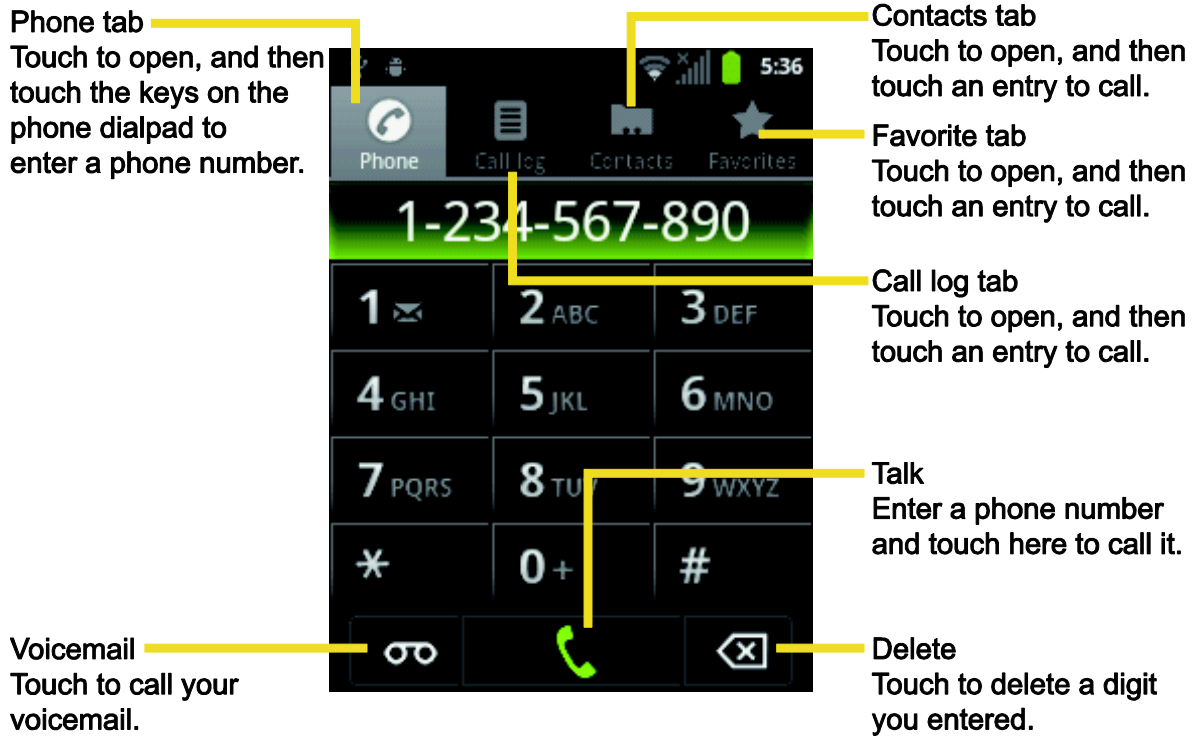 Phone tab
Touch to open, and then
touch the keys on the
phone dialpad to
enter a phone number.
Contacts tab
Touch to open, and then
touch an entry to call.
Favorite tab
Touch to open, and then
touch an entry to call.
Call log tab
Touch to open, and then
touch an entry to call.
Talk
Enter a phone number
and touch here to call it.
Delete
Touch to delete a digit
you entered.
Voicemail
Touch to call your
voicemail.
5:36
Phone Call log Contacts Favorites
1-234-567-890
1 2 ABC 3 DEF
4 GHI 5 JKL 6 MNO
7 PQRS 8 TUV 9 WXYZ
* 0 + #